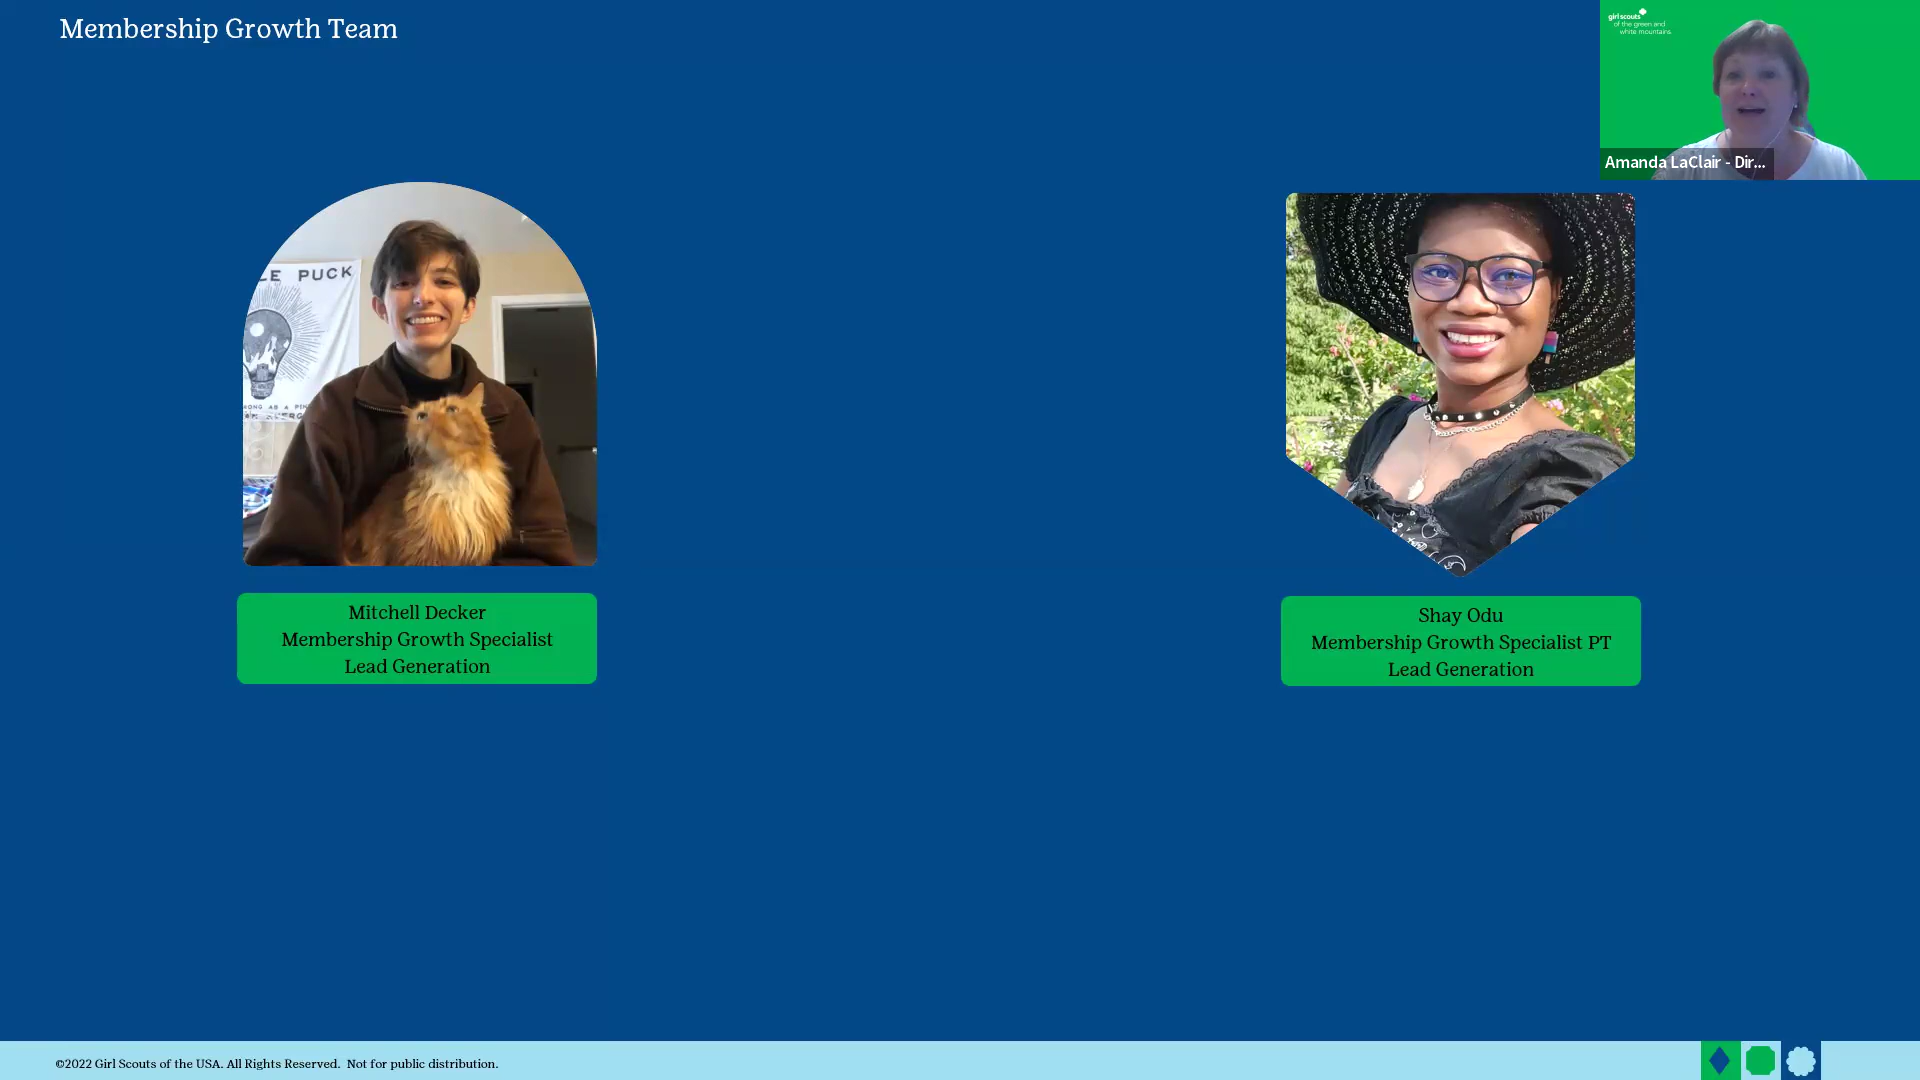 Membership Growth Team
girl scouts
of the green and
white mountains
Amanda LaClair - Dir...
LE PUCK
Mitchell Decker
Membership Growth Specialist
Lead Generation
Shay Odu
Membership Growth Specialist PT
Lead Generation
©2022 Girl Scouts of the USA. All Rights Reserved. Not for public distribution.